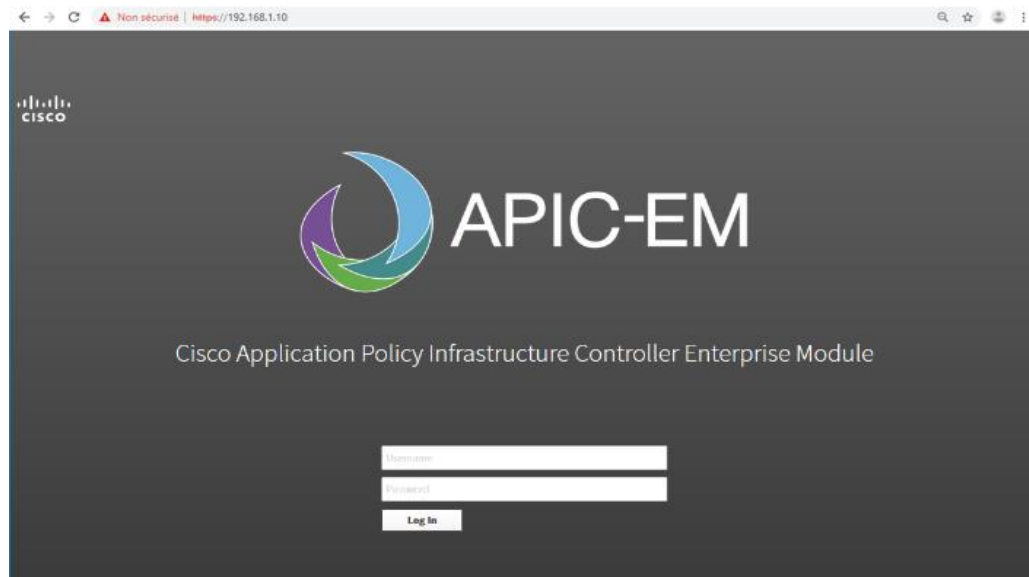 Non sécurisé | https://192.168.1.10
CISCO
APIC-EM
Cisco Application Policy Infrastructure Controller Enterprise Module
Username
Password
Log In